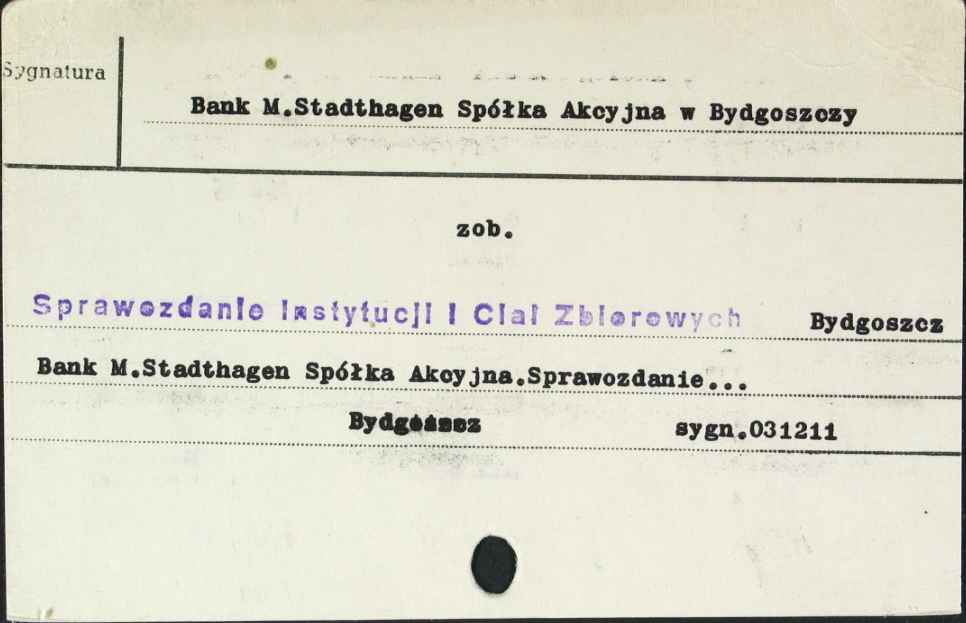 Sygnatura
Bank M.Stadthagen Spółka Akcyjna w Bydgoszczy
zob.
Sprawozdanie Instytucji i Ciał Zbiorowych Bydgoszcz
Bank M.Stadthagen Spółka Akcyjna.Sprawozdanie...
Bydgoszcz sygn.031211